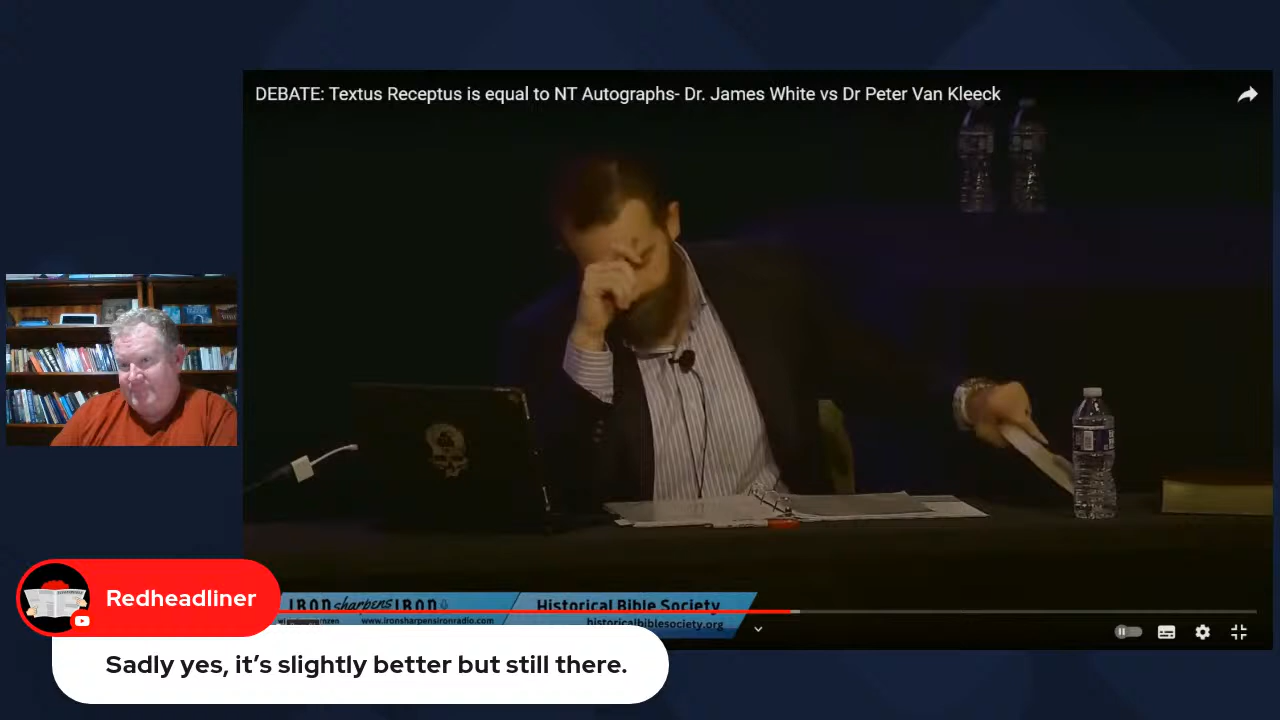 DEBATE: Textus Receptus is equal to NT Autographs- Dr. James White vs Dr Peter Van Kleeck
IRON sharpens IRON
Historical Bible Society
www.ironsharpensironradio.com
historicalbiblesociety.org
Redheadliner
Sadly yes, it’s slightly better but still there.